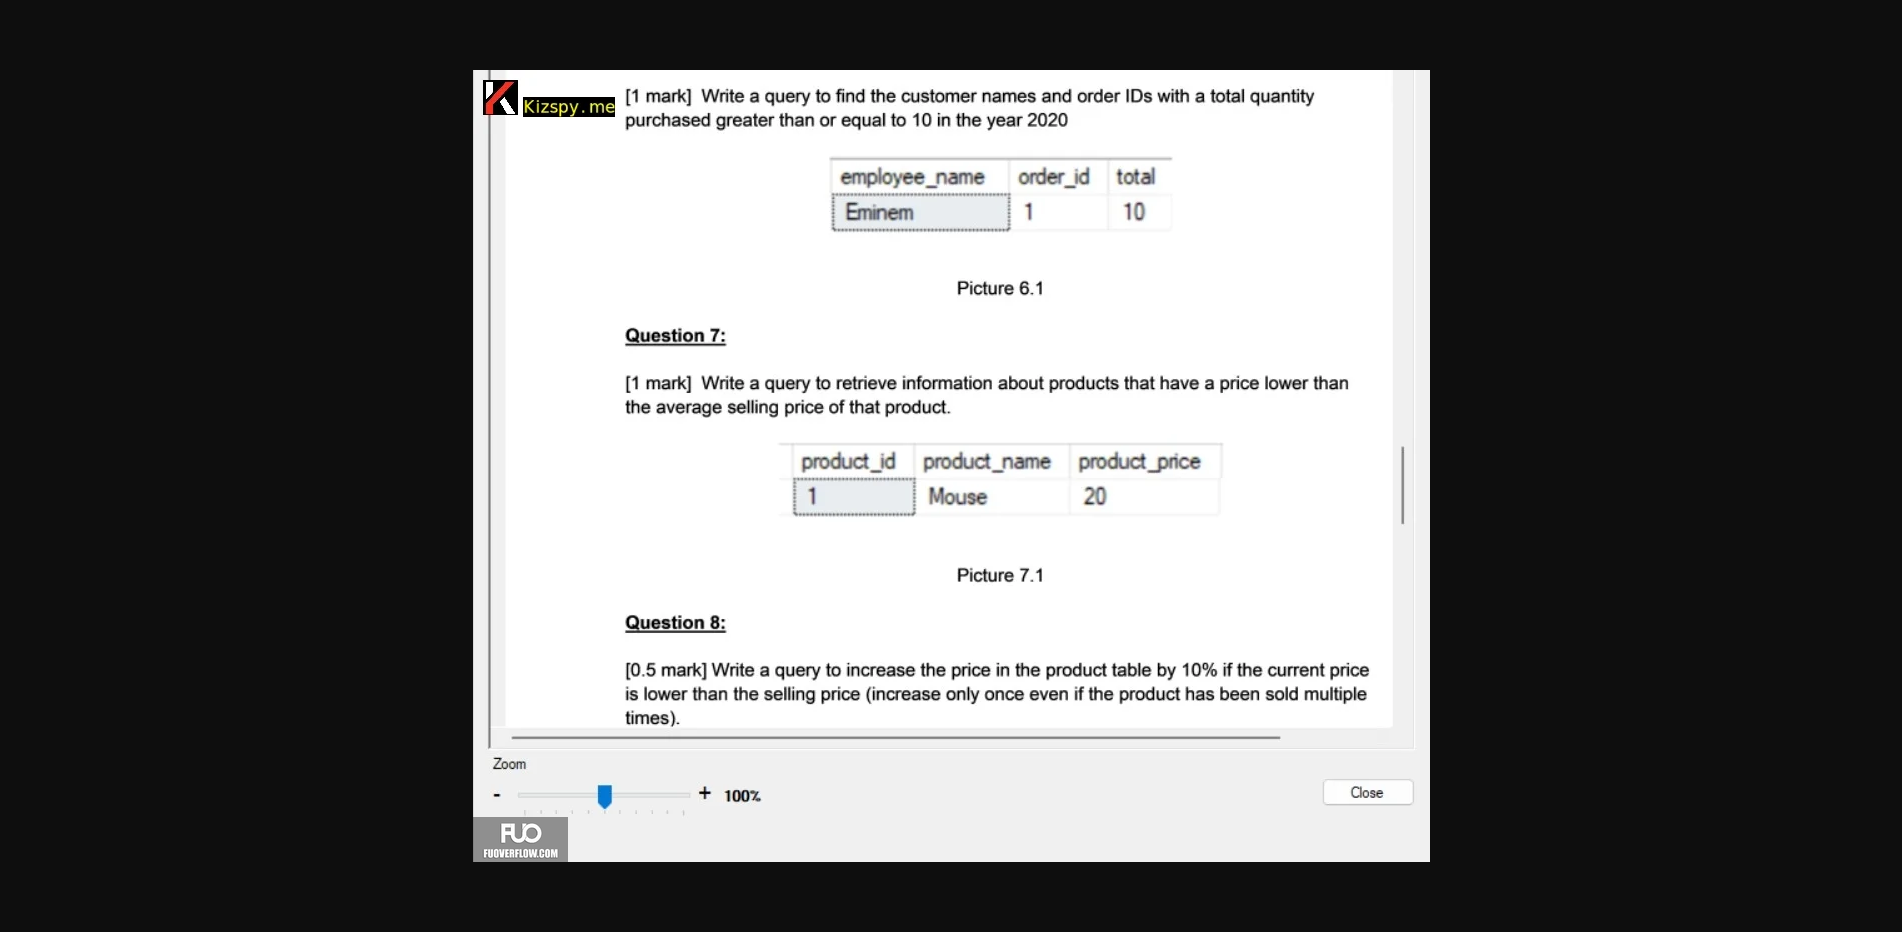 Kizspy.me
[1 mark] Write a query to find the customer names and order IDs with a total quantity
purchased greater than or equal to 10 in the year 2020
employee_name order_id total
Eminem 1 10
Picture 6.1
Question 7:
[1 mark] Write a query to retrieve information about products that have a price lower than
the average selling price of that product.
product_id product_name product_price
1 Mouse 20
Picture 7.1
Question 8:
[0.5 mark] Write a query to increase the price in the product table by 10% if the current price
is lower than the selling price (increase only once even if the product has been sold multiple
times).
Zoom
- + 100%
Close
FUO
FUOVERFLOW.COM